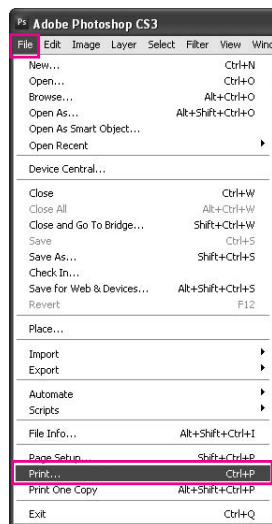 Ps Adobe Photoshop CS3
File Edit Image Layer Select Filter View Wind
New... Ctrl+N
Open... Ctrl+O
Browse... Alt+Ctrl+O
Open As... Alt+Shift+Ctrl+O
Open As Smart Object...
Open Recent
Device Central...
Close Ctrl+W
Close All Alt+Ctrl+W
Close and Go To Bridge... Shift+Ctrl+W
Save Ctrl+S
Save As... Shift+Ctrl+S
Check In...
Save for Web & Devices... Alt+Shift+Ctrl+S
Revert F12
Place...
Import
Export
Automate
Scripts
File Info... Alt+Shift+Ctrl+I
Page Setup... Shift+Ctrl+P
Print... Ctrl+P
Print One Copy Alt+Shift+Ctrl+P
Exit Ctrl+Q